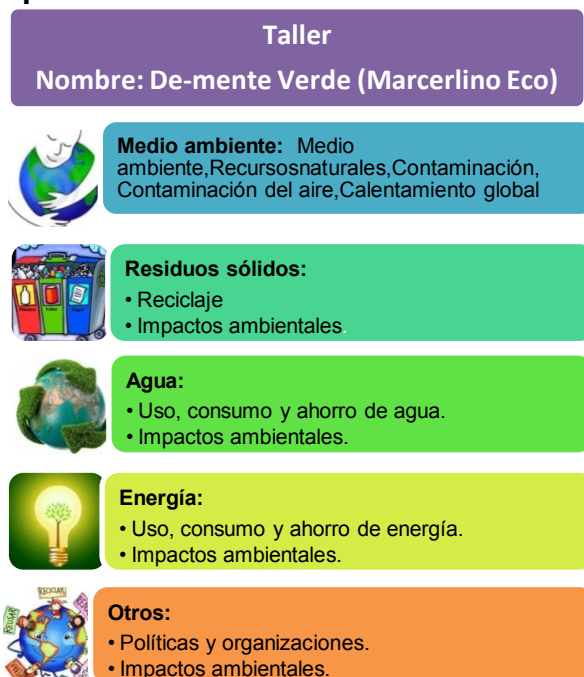 Taller
Nombre: De-mente Verde (Marcerlino Eco)
Medio ambiente: Medio
ambiente,Recursosnaturales,Contaminación,
Contaminación del aire,Calentamiento global
Residuos sólidos:
• Reciclaje
• Impactos ambientales.
Agua:
• Uso, consumo y ahorro de agua.
• Impactos ambientales.
Energía:
• Uso, consumo y ahorro de energía.
• Impactos ambientales.
RECICLAR
REUSAR
Otros:
• Políticas y organizaciones.
• Impactos ambientales.